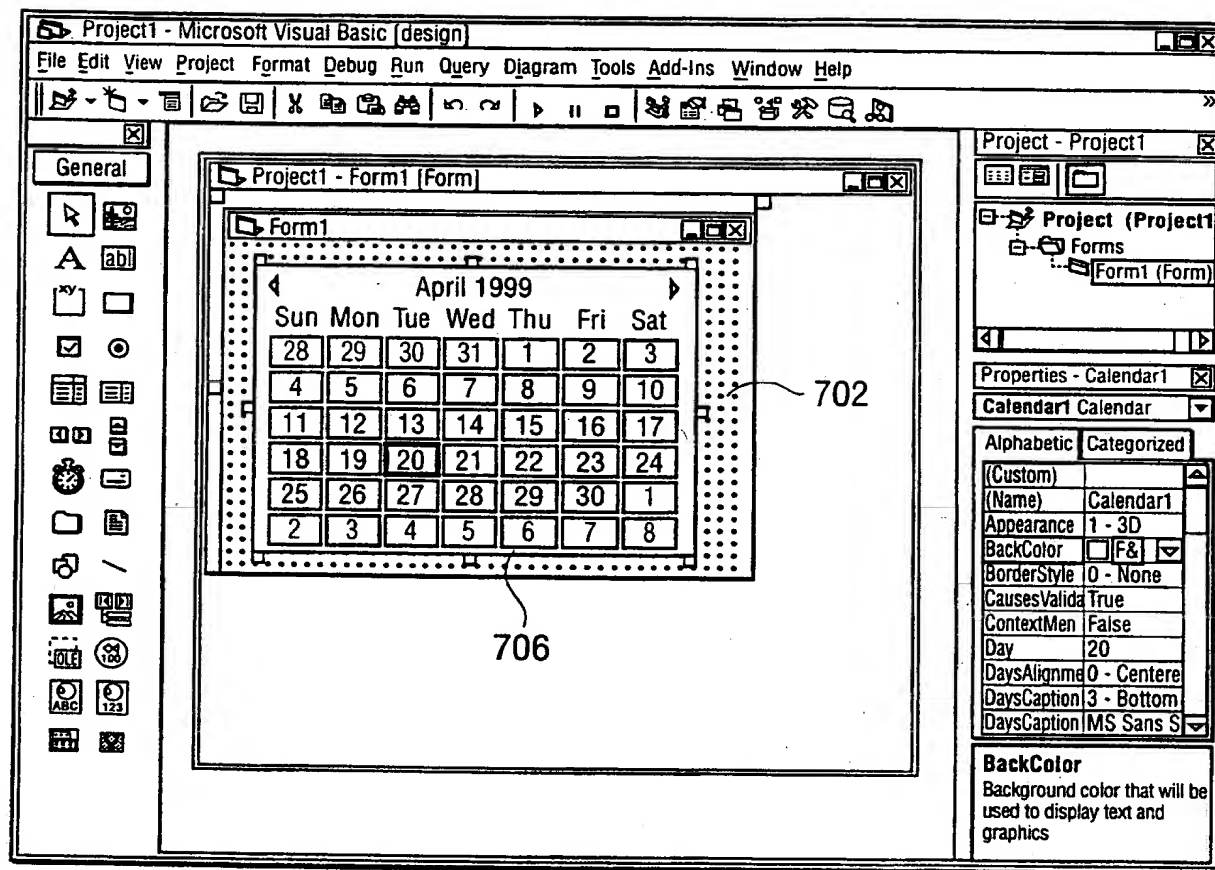 Project1 - Microsoft Visual Basic [design]
File Edit View Project Format Debug Run Query Diagram Tools Add-Ins Window Help
»
General
A ab|
xy
OLE 100
ABC 123
Project1 - Form1 (Form)
Form1
April 1999
Sun Mon Tue Wed Thu Fri Sat
28 29 30 31 1 2 3
4 5 6 7 8 9 10
11 12 13 14 15 16 17
18 19 20 21 22 23 24
25 26 27 28 29 30 1
2 3 4 5 6 7 8
702
706
Project - Project1
Project (Project1
Forms
Form1 (Form)
Properties - Calendar1
Calendar1 Calendar
Alphabetic Categorized
(Custom)
(Name) Calendar1
Appearance 1 - 3D
BackColor F&
BorderStyle 0 - None
CausesValida True
ContextMen False
Day 20
DaysAlignme 0 - Centere
DaysCaption 3 - Bottom
DaysCaption MS Sans S
BackColor
Background color that will be
used to display text and
graphics